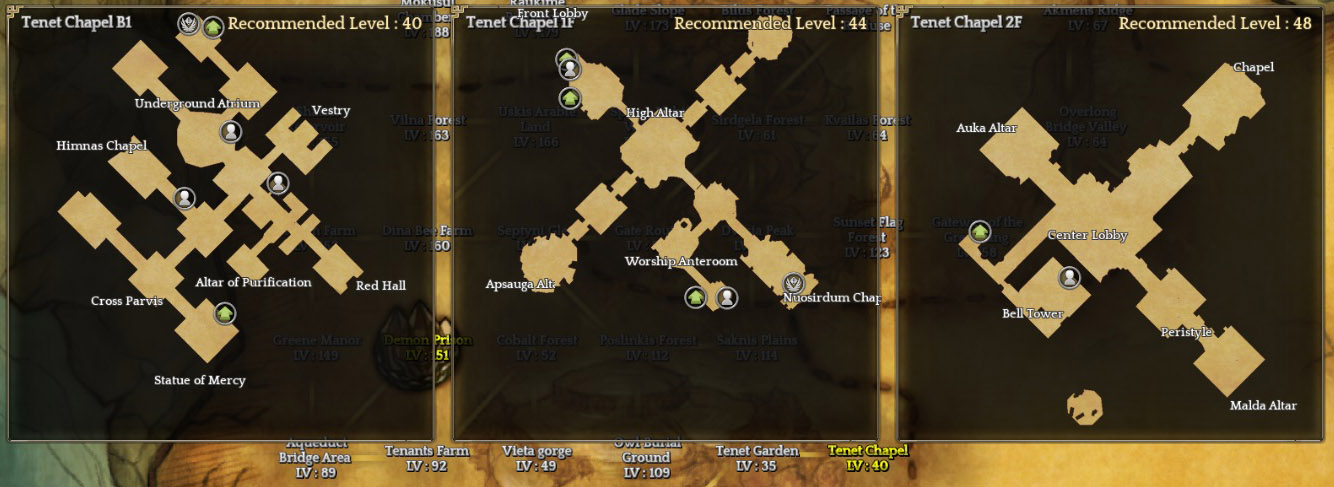 Tenet Chapel B1
Recommended Level : 40
Underground Atrium
Vestry
Himnas Chapel
Altar of Purification
Red Hall
Cross Parvis
Statue of Mercy
Front Lobby
Tenet Chapel 1F
Recommended Level : 44
High Altar
Worship Anteroom
Apsauga Alt
Nuosirdum Chap
Tenet Chapel 2F
Recommended Level : 48
Chapel
Auka Altar
Center Lobby
Bell Tower
Peristyle
Malda Altar
Glade Slope
LV : 173
Akmens Ridge
LV : 67
Vilna Forest
LV : 163
Uskis Arable
Land
LV : 166
Sirdgela Forest
LV : 61
Kvailas Forest
LV : 64
Overlong
Bridge Valley
LV : 64
Dina Bee Farm
LV : 160
Sunset Flag
Forest
LV : 123
Greene Manor
LV : 149
Demon Prison
LV : 151
Cobalt Forest
LV : 52
Poslinkis Forest
LV : 112
Saknis Plains
LV : 114
Aqueduct
Bridge Area
LV : 89
Tenants Farm
LV : 92
Vieta gorge
LV : 49
Owl Burial
Ground
LV : 109
Tenet Garden
LV : 35
Tenet Chapel
LV : 40